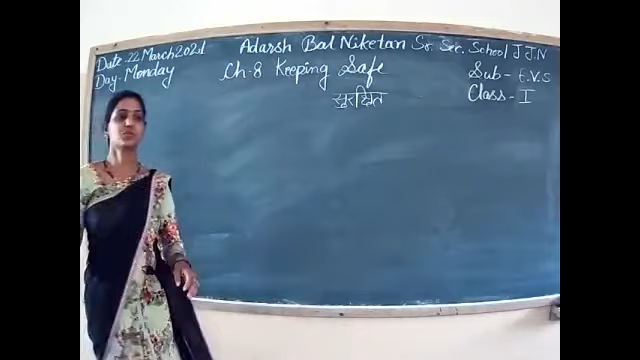 Date - 22 March 2021 Adarsh Bal Niketan Sr. Sec. School J J N
Day - Monday Ch-8 Keeping Safe Sub - E.V.S
सुरक्षित Class - I